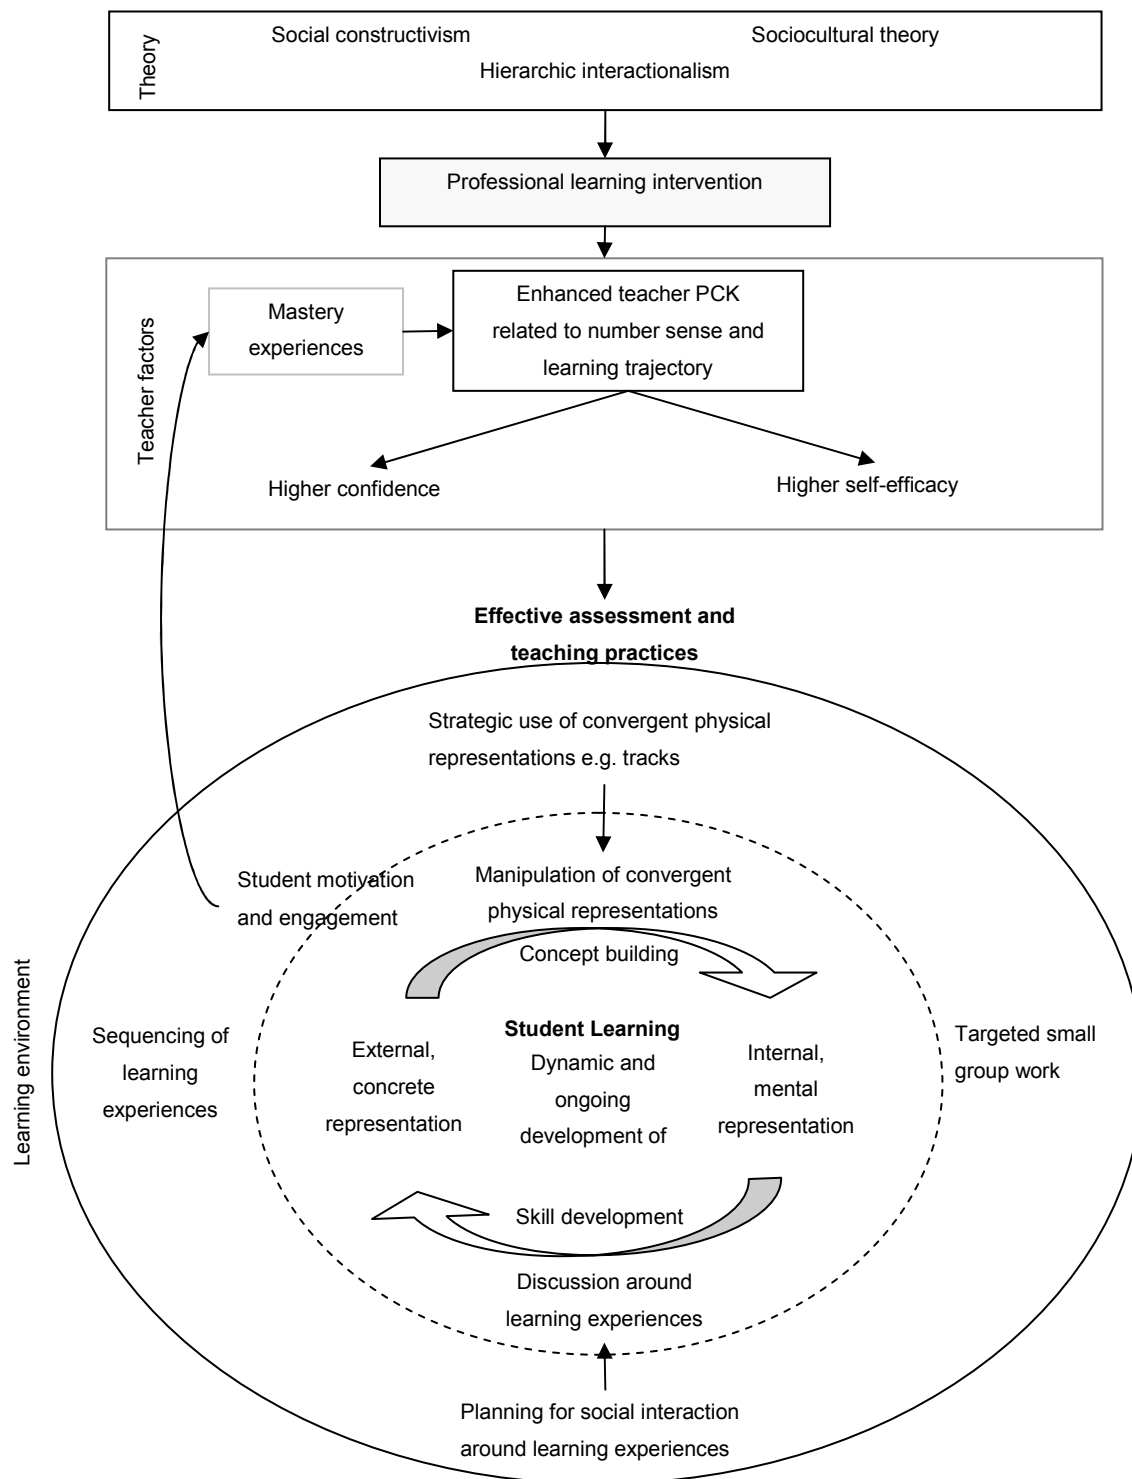 Theory
Social constructivism
Sociocultural theory
Hierarchic interactionalism
Professional learning intervention
Teacher factors
Mastery
experiences
Enhanced teacher PCK
related to number sense and
learning trajectory
Higher confidence
Higher self-efficacy
Effective assessment and
teaching practices
Learning environment
Strategic use of convergent physical
representations e.g. tracks
Student motivation
and engagement
Manipulation of convergent
physical representations
Concept building
Sequencing of
learning
experiences
External,
concrete
representation
Student Learning
Dynamic and
ongoing
development of
Internal,
mental
representation
Targeted small
group work
Skill development
Discussion around
learning experiences
Planning for social interaction
around learning experiences